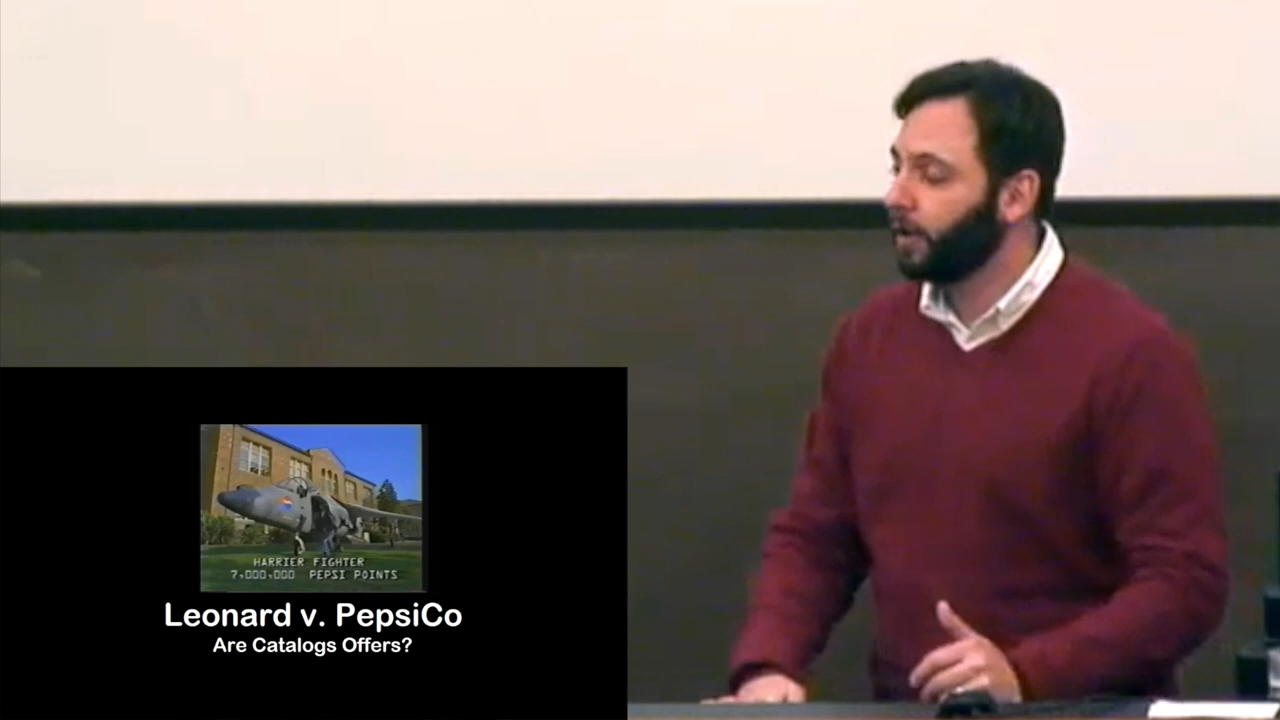 HARRIER FIGHTER
7,000,000 PEPSI POINTS
Leonard v. PepsiCo
Are Catalogs Offers?